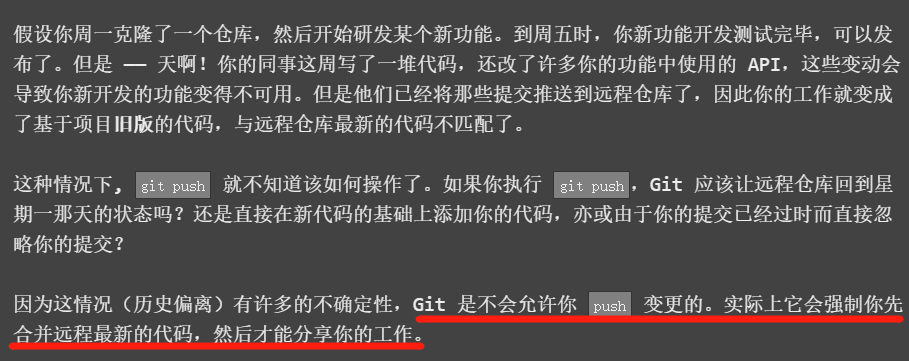 假设你周一克隆了一个仓库，然后开始研发某个新功能。到周五时，你新功能开发测试完毕，可以发
布了。但是 —— 天啊！你的同事这周写了一堆代码，还改了许多你的功能中使用的 API，这些变动会
导致你新开发的功能变得不可用。但是他们已经将那些提交推送到远程仓库了，因此你的工作就变成
了基于项目旧版的代码，与远程仓库最新的代码不匹配了。
这种情况下, git push 就不知道该如何操作了。如果你执行 git push，Git 应该让远程仓库回到星
期一那天的状态吗？还是直接在新代码的基础上添加你的代码，亦或由于你的提交已经过时而直接忽
略你的提交？
因为这情况（历史偏离）有许多的不确定性，Git 是不会允许你 push 变更的。实际上它会强制你先
合并远程最新的代码，然后才能分享你的工作。